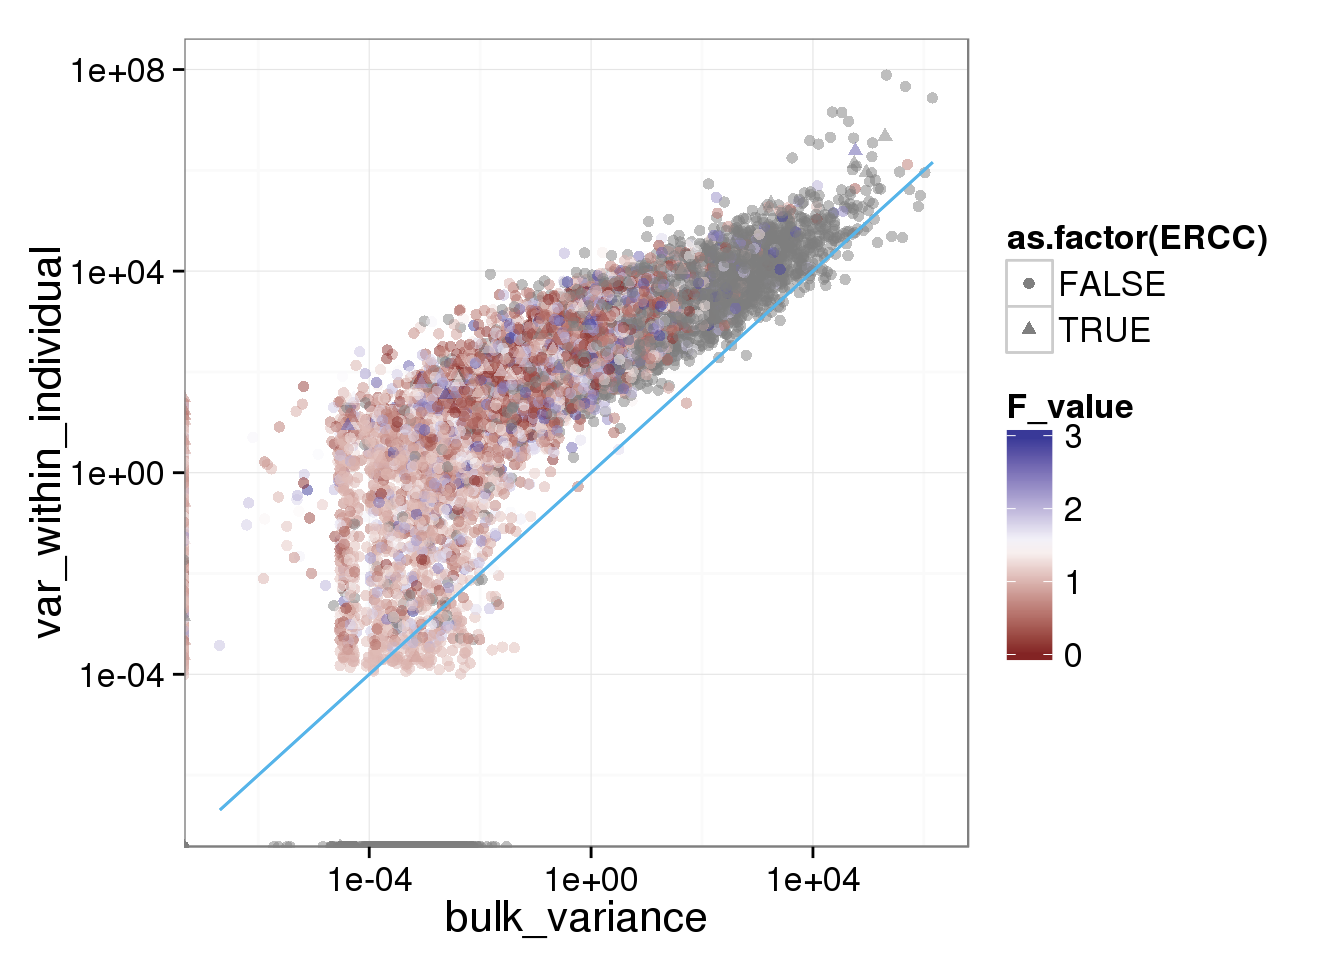 1e+08
1e+04
1e+00
1e-04
var_within_individual
1e-04
1e+00
1e+04
bulk_variance
as.factor(ERCC)
FALSE
TRUE
F_value
3
2
1
0